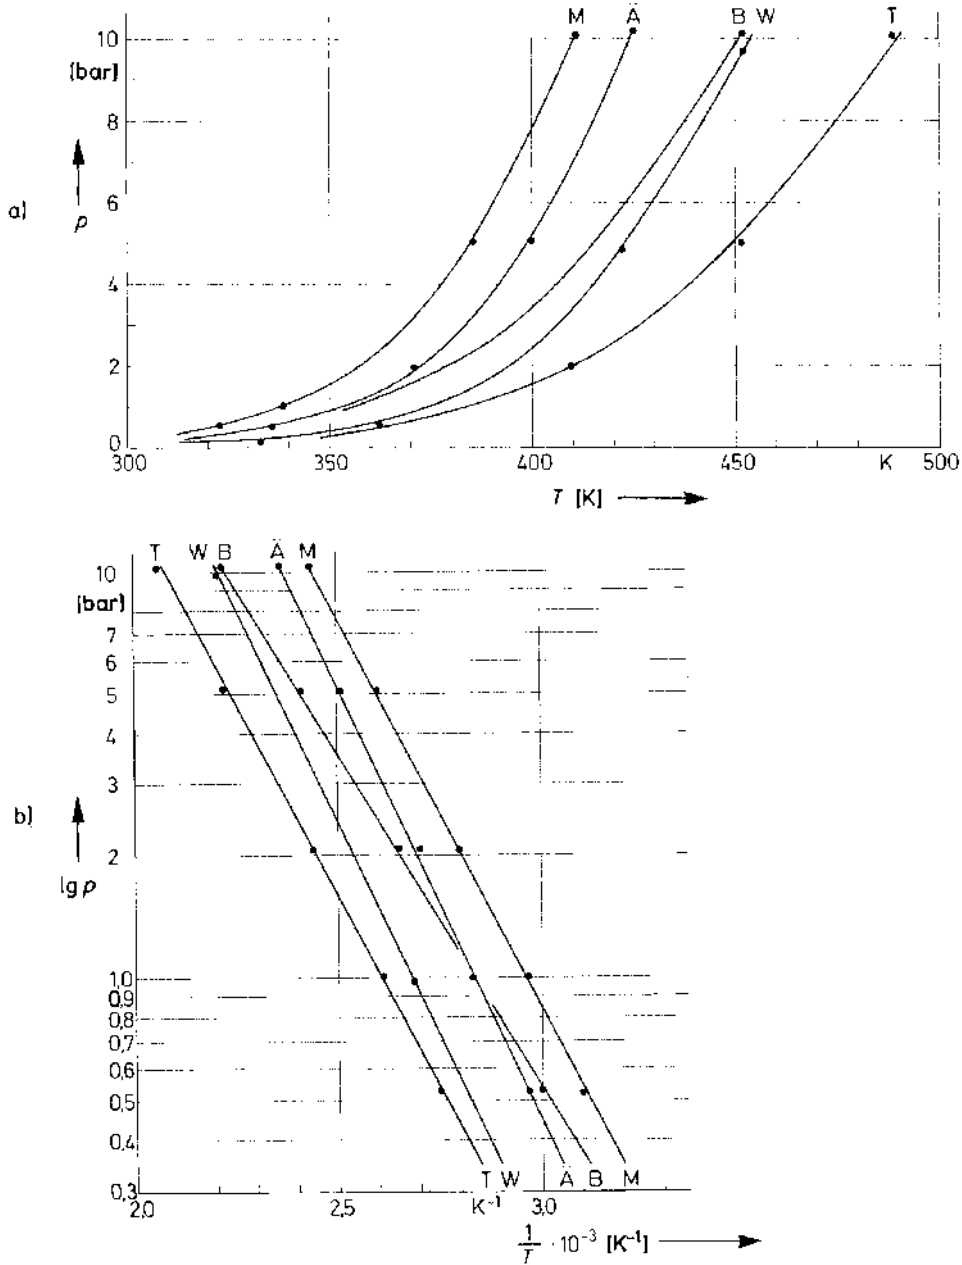 M Ä B W T
10
[bar]
8
6
a)
p
4
2
0
300 350 400 450 K 500
T [K]
T W B Ä M
10
[bar]
7
6
5
4
3
b)
2
lg p
1,0
0,9
0,8
0,7
0,6
0,5
0,4
0,3
T W Ä B M
2,0 2,5 K⁻¹ 3,0
1/T · 10⁻³ [K⁻¹]